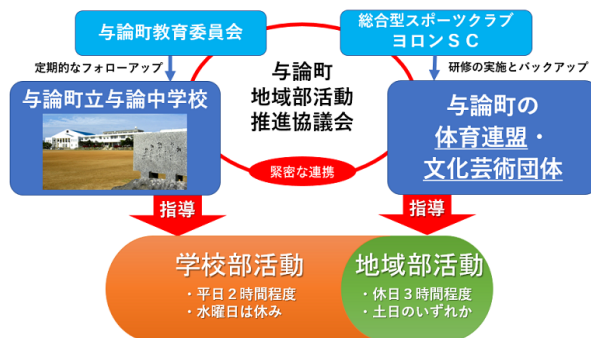 与論町教育委員会
総合型スポーツクラブ
ヨロンＳＣ
定期的なフォローアップ
研修の実施とバックアップ
与論町
地域部活動
推進協議会
与論町立与論中学校
与論町の
体育連盟・
文化芸術団体
緊密な連携
指導
指導
学校部活動
・平日２時間程度
・水曜日は休み
地域部活動
・休日３時間程度
・土日のいずれか